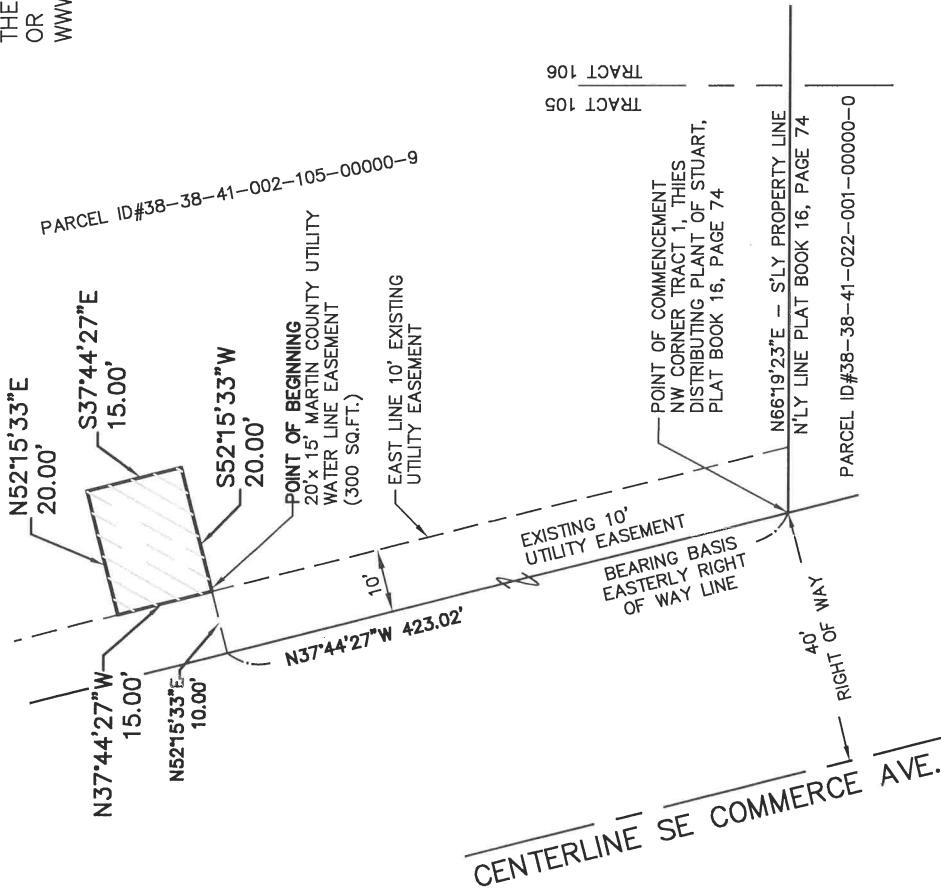 THE
OR
WWW
PARCEL ID#38-38-41-002-105-00000-9
N52°15'33"E
20.00'
S37°44'27"E
15.00'
S52°15'33"W
20.00'
POINT OF BEGINNING
20'x 15' MARTIN COUNTY UTILITY
WATER LINE EASEMENT
(300 SQ.FT.)
EAST LINE 10' EXISTING
UTILITY EASEMENT
TRACT 106
TRACT 105
POINT OF COMMENCEMENT
NW CORNER TRACT 1, THIES
DISTRIBUTING PLANT OF STUART,
PLAT BOOK 16, PAGE 74
N66°19'23"E – S'LY PROPERTY LINE
N'LY LINE PLAT BOOK 16, PAGE 74
PARCEL ID#38-38-41-022-001-00000-0
N37°44'27"W
15.00'
N52°15'33"E
10.00'
10'
N37°44'27"W 423.02'
EXISTING 10'
UTILITY EASEMENT
BEARING BASIS
EASTERLY RIGHT
OF WAY LINE
40'
RIGHT OF WAY
CENTERLINE SE COMMERCE AVE.